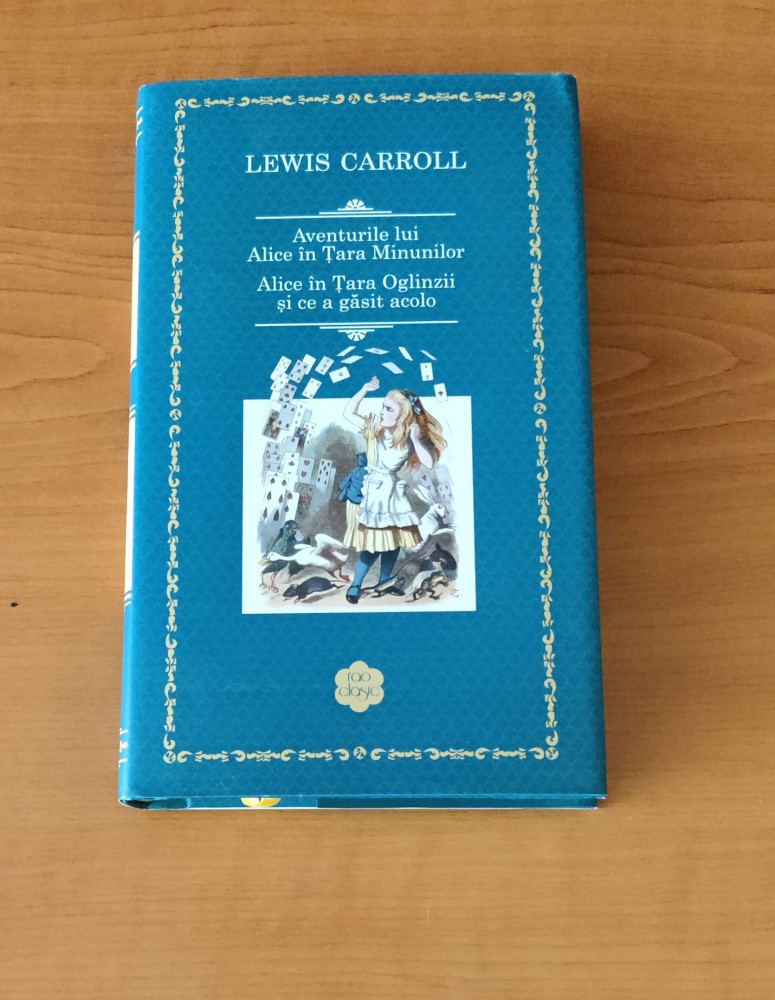 LEWIS CARROLL
Aventurile lui
Alice în Țara Minunilor
Alice în Țara Oglinzii
și ce a găsit acolo
rao
clasic